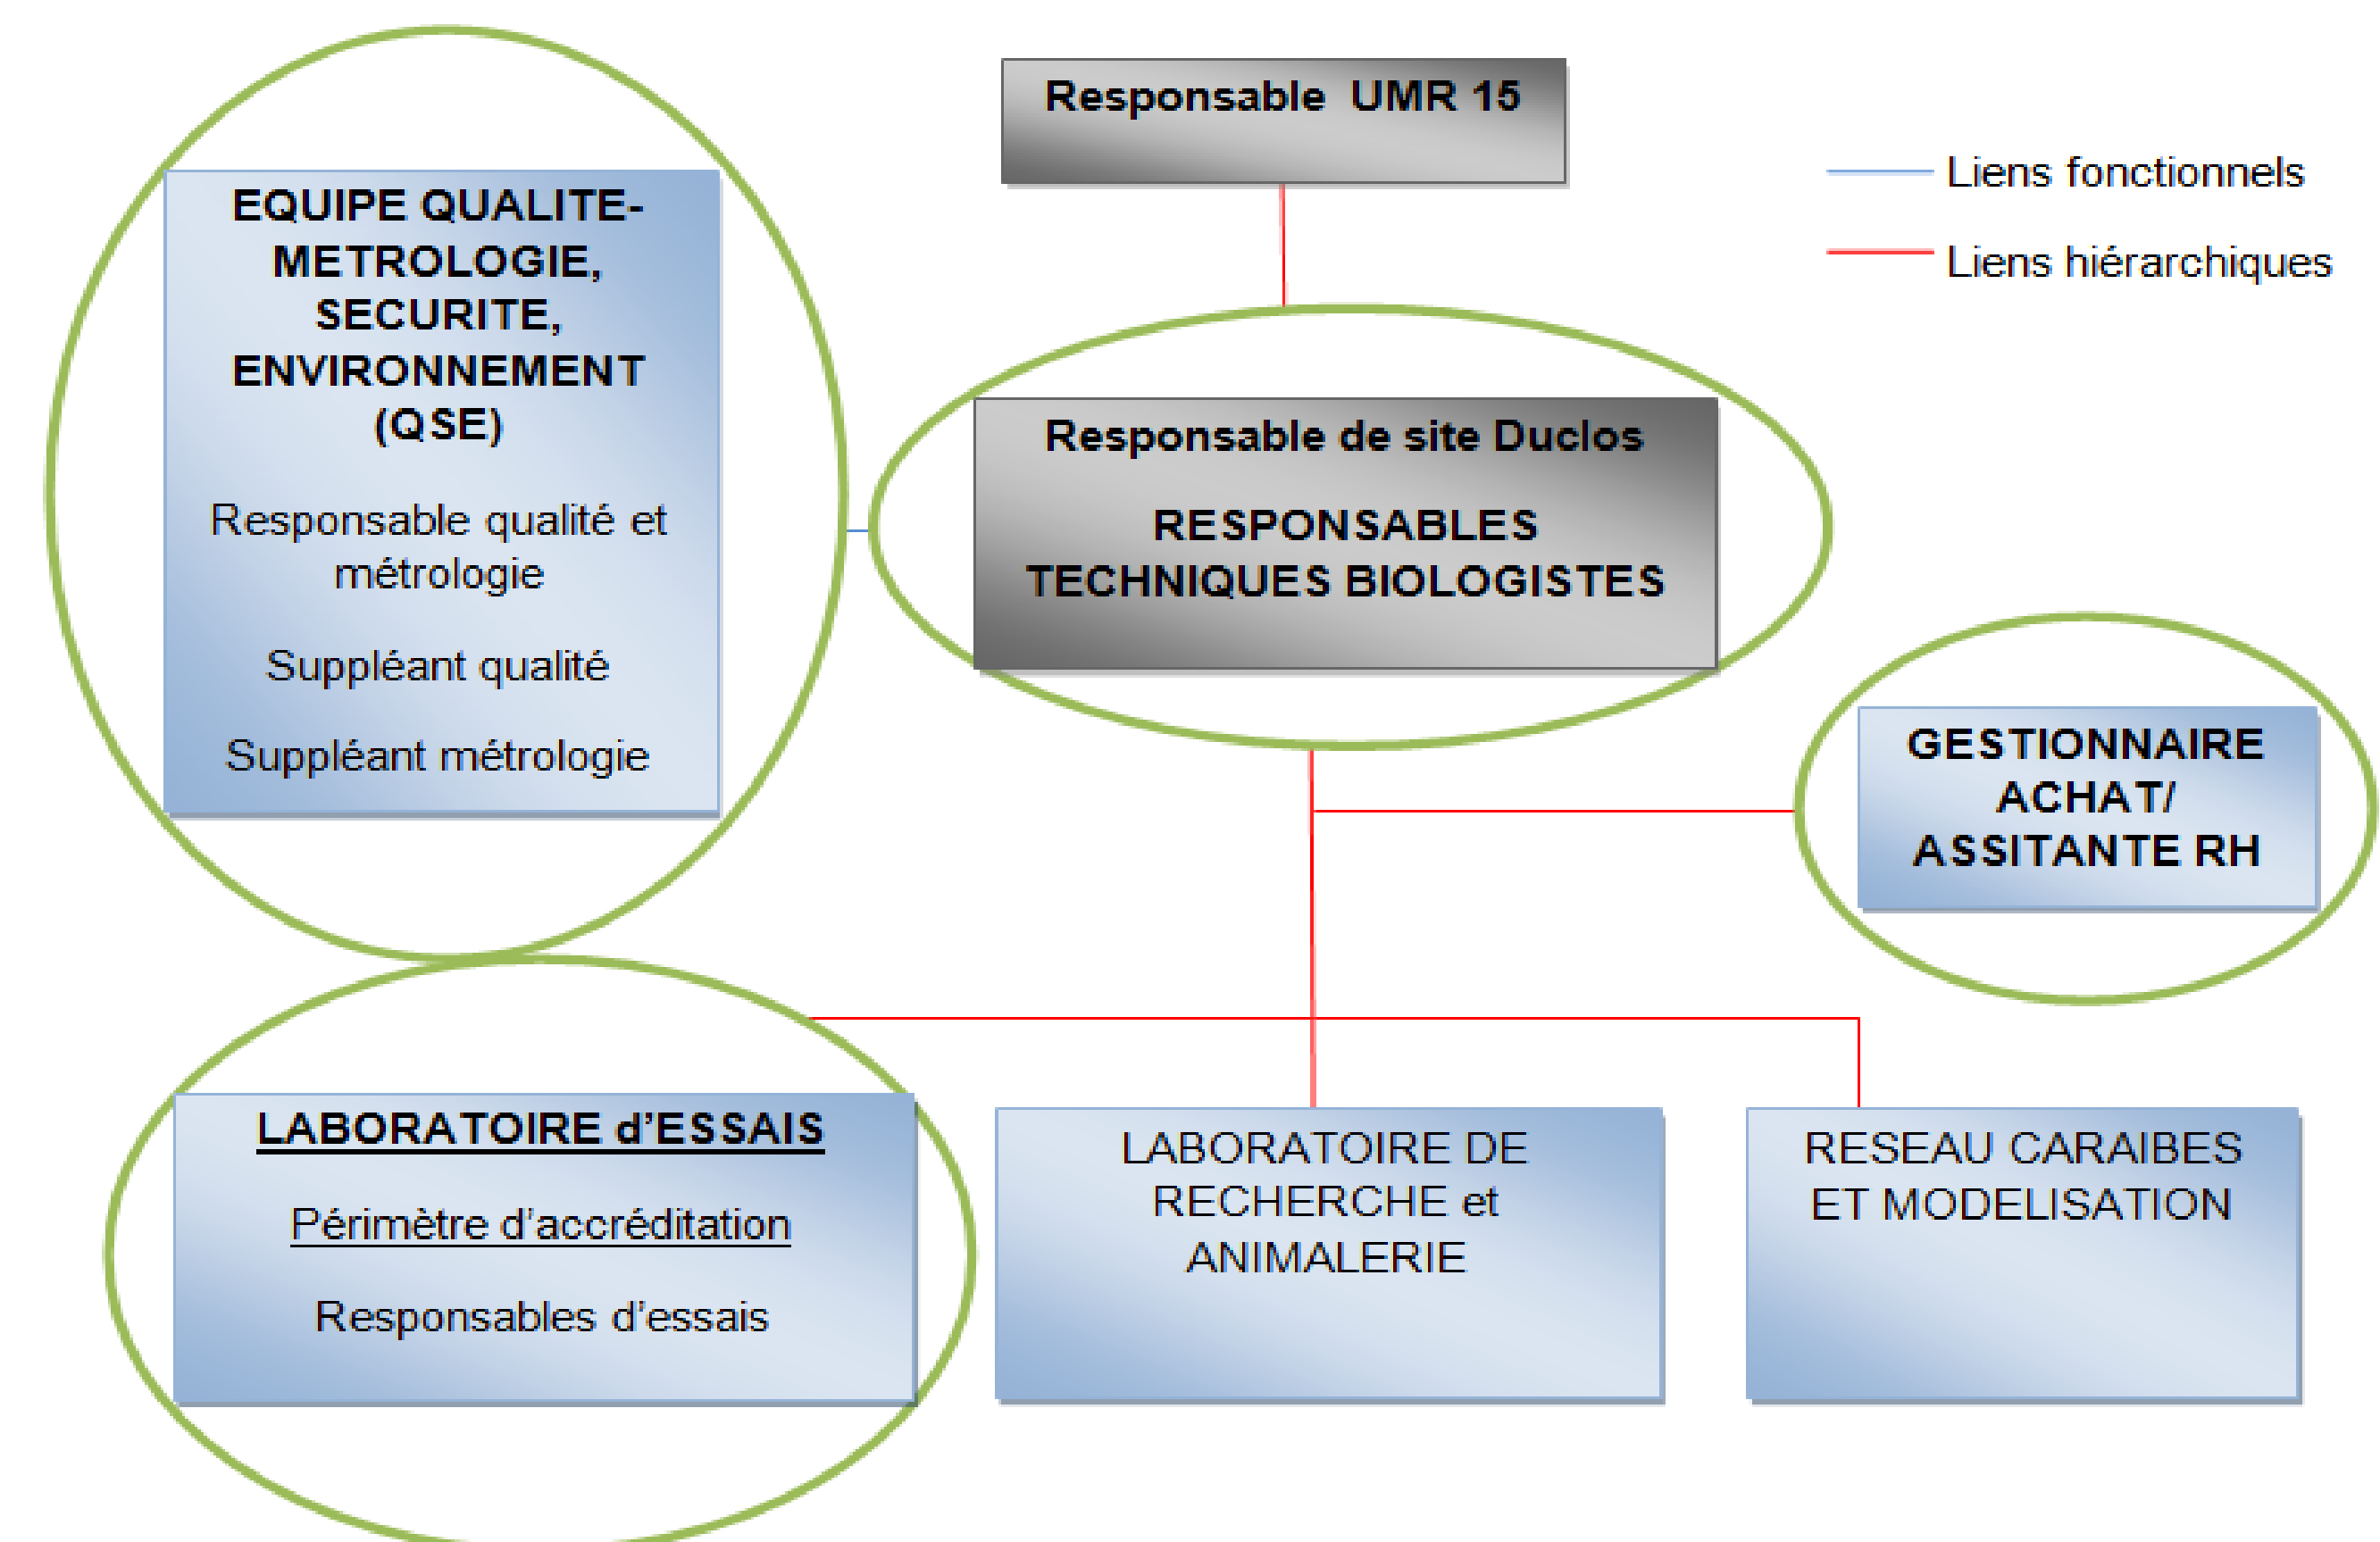 Responsable UMR 15
Liens fonctionnels
Liens hiérarchiques
EQUIPE QUALITE-
METROLOGIE,
SECURITE,
ENVIRONNEMENT
(QSE)
Responsable qualité et
métrologie
Suppléant qualité
Suppléant métrologie
Responsable de site Duclos
RESPONSABLES
TECHNIQUES BIOLOGISTES
GESTIONNAIRE
ACHAT/
ASSITANTE RH
LABORATOIRE d’ESSAIS
Périmètre d’accréditation
Responsables d’essais
LABORATOIRE DE
RECHERCHE et
ANIMALERIE
RESEAU CARAIBES
ET MODELISATION